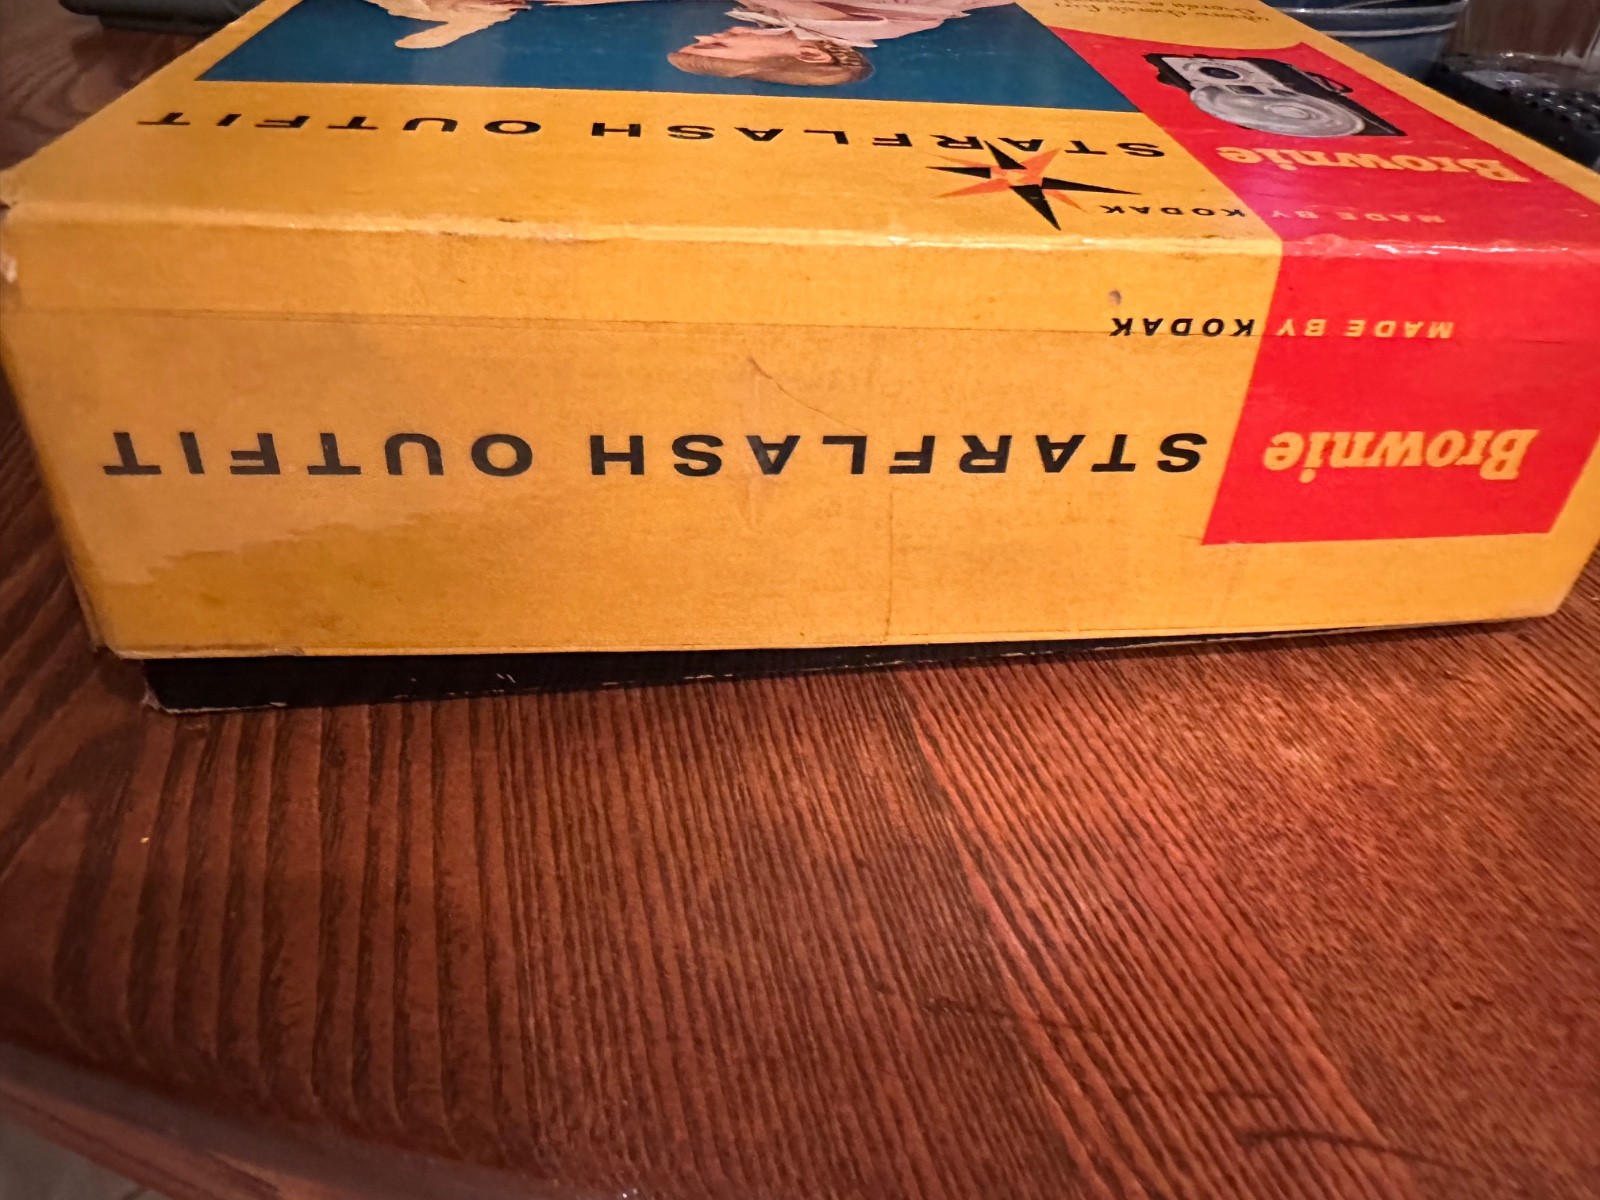 Brownie STARFLASH OUTFIT
MADE BY KODAK
MADE BY KODAK
Brownie
STARFLASH OUTFIT